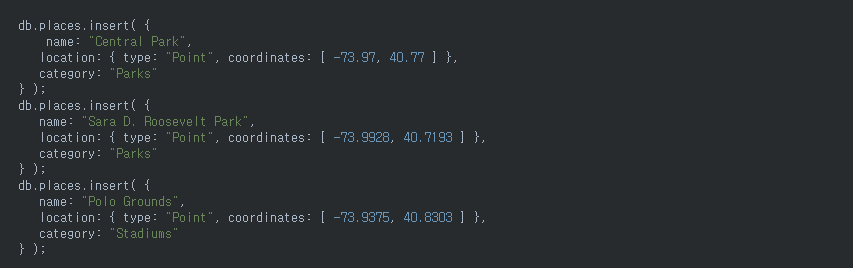 db.places.insert( {
    name: "Central Park",
   location: { type: "Point", coordinates: [ -73.97, 40.77 ] },
   category: "Parks"
} );
db.places.insert( {
   name: "Sara D. Roosevelt Park",
   location: { type: "Point", coordinates: [ -73.9928, 40.7193 ] },
   category: "Parks"
} );
db.places.insert( {
   name: "Polo Grounds",
   location: { type: "Point", coordinates: [ -73.9375, 40.8303 ] },
   category: "Stadiums"
} );